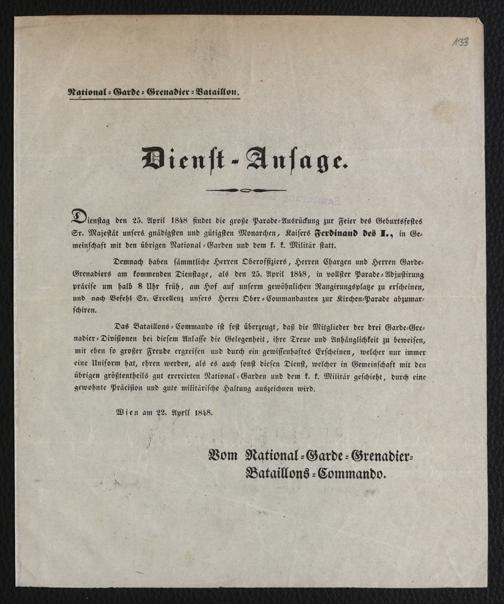 133
National-Garde-Grenadier-Bataillon.
Dienst-Ansage.
Dienstag den 25. April 1848 findet die große Parade-Ausrückung zur Feier des Geburtsfestes
Sr. Majestät unsers gnädigsten und gütigsten Monarchen, Kaisers Ferdinand des I., in Ge-
meinschaft mit den übrigen National-Garden und dem k. k. Militär statt.
Demnach haben sämmtliche Herren Oberoffiziers, Herren Chargen und Herren Garde-
Grenadiers am kommenden Dienstage, als den 25. April 1848, in vollster Parade-Adjustirung
präcise um halb 8 Uhr früh, am Hof auf unserm gewöhnlichen Rangirungsplatze zu erscheinen,
und nach Befehl Sr. Excellenz unsers Herrn Ober-Commandanten zur Kirchen-Parade abzumar-
schiren.
Das Bataillons-Commando ist fest überzeugt, daß die Mitglieder der drei Garde-Gre-
nadier-Divisionen bei diesem Anlasse die Gelegenheit, ihre Treue und Anhänglichkeit zu beweisen,
mit eben so großer Freude ergreifen und durch ein gewissenhaftes Erscheinen, welcher nur immer
eine Uniform hat, ehren werden, als es auch sonst diesen Dienst, welcher in Gemeinschaft mit den
übrigen größtentheils gut exercirten National-Garden und dem k. k. Militär geschieht, durch eine
gewohnte Präcision und gute militärische Haltung auszeichnen wird.
Wien am 22. April 1848.
Vom National-Garde-Grenadier-
Bataillons-Commando.